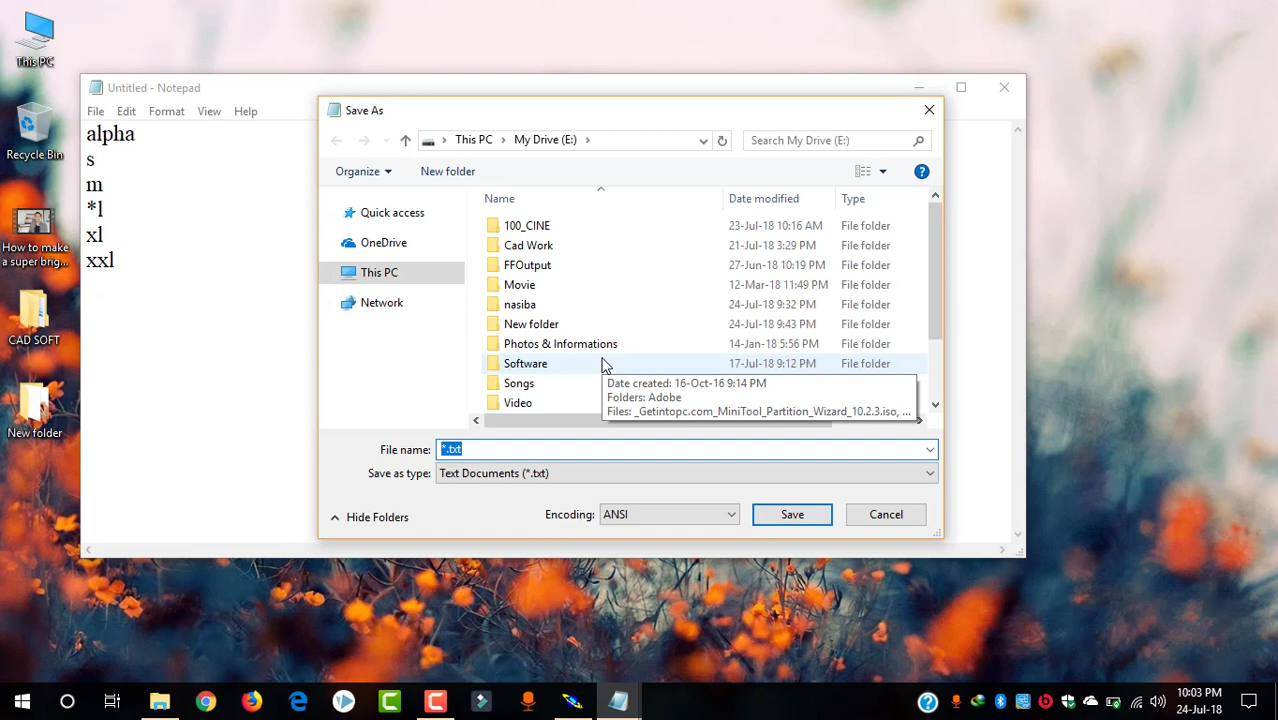 This PC
Recycle Bin
How to make
a super brig...
CAD SOFT
New folder
Untitled - Notepad
File Edit Format View Help
alpha
s
m
*l
xl
xxl
Save As
This PC > My Drive (E:) >
Search My Drive (E:)
Organize
New folder
Quick access
OneDrive
This PC
Network
Name Date modified Type
100_CINE 23-Jul-18 10:16 AM File folder
Cad Work 21-Jul-18 3:29 PM File folder
FFOutput 27-Jun-18 10:19 PM File folder
Movie 12-Mar-18 11:49 PM File folder
nasiba 24-Jul-18 9:32 PM File folder
New folder 24-Jul-18 9:43 PM File folder
Photos & Informations 14-Jan-18 5:56 PM File folder
Software 17-Jul-18 9:12 PM File folder
Songs
Video
Date created: 16-Oct-16 9:14 PM
Folders: Adobe
Files: _Getintopc.com_MiniTool_Partition_Wizard_10.2.3.iso, ...
File name: *.txt
Save as type: Text Documents (*.txt)
Hide Folders
Encoding: ANSI
Save
Cancel
10:03 PM
24-Jul-18